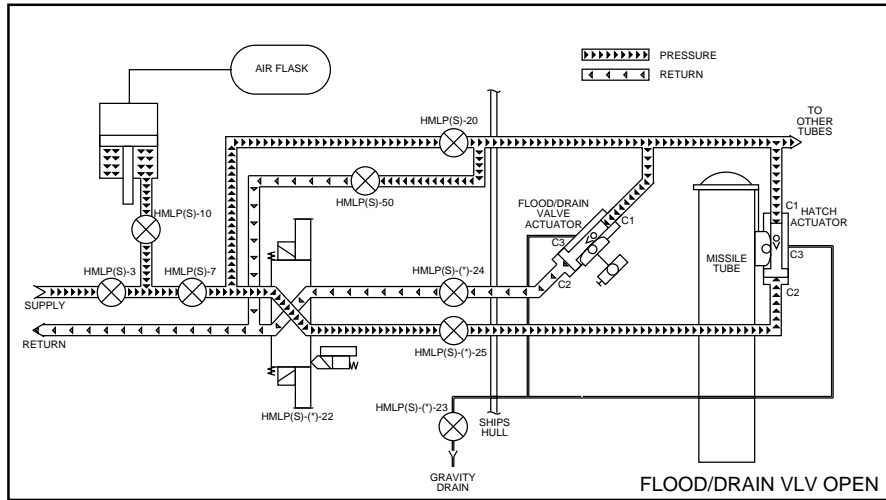 AIR FLASK
PRESSURE
RETURN
TO
OTHER
TUBES
HMLP(S)-20
HMLP(S)-50
HMLP(S)-10
FLOOD/DRAIN
VALVE
ACTUATOR
C1
C3
C2
C1
HATCH
ACTUATOR
C3
C2
MISSILE
TUBE
HMLP(S)-3
HMLP(S)-7
HMLP(S)-(*)-24
SUPPLY
RETURN
HMLP(S)-(*)-25
HMLP(S)-(*)-22
HMLP(S)-(*)-23
SHIPS
HULL
GRAVITY
DRAIN
FLOOD/DRAIN VLV OPEN